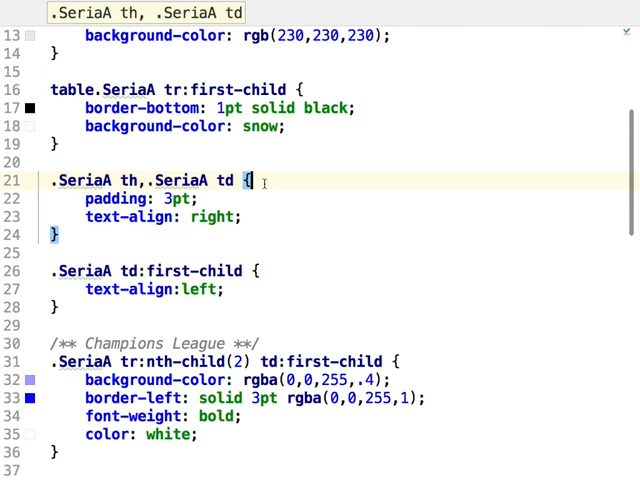 .SeriaA th, .SeriaA td
13 background-color: rgb(230,230,230);
14 }
15
16 table.SeriaA tr:first-child {
17 border-bottom: 1pt solid black;
18 background-color: snow;
19 }
20
21 .SeriaA th,.SeriaA td {
22 padding: 3pt;
23 text-align: right;
24 }
25
26 .SeriaA td:first-child {
27 text-align:left;
28 }
29
30 /** Champions League **/
31 .SeriaA tr:nth-child(2) td:first-child {
32 background-color: rgba(0,0,255,.4);
33 border-left: solid 3pt rgba(0,0,255,1);
34 font-weight: bold;
35 color: white;
36 }
37